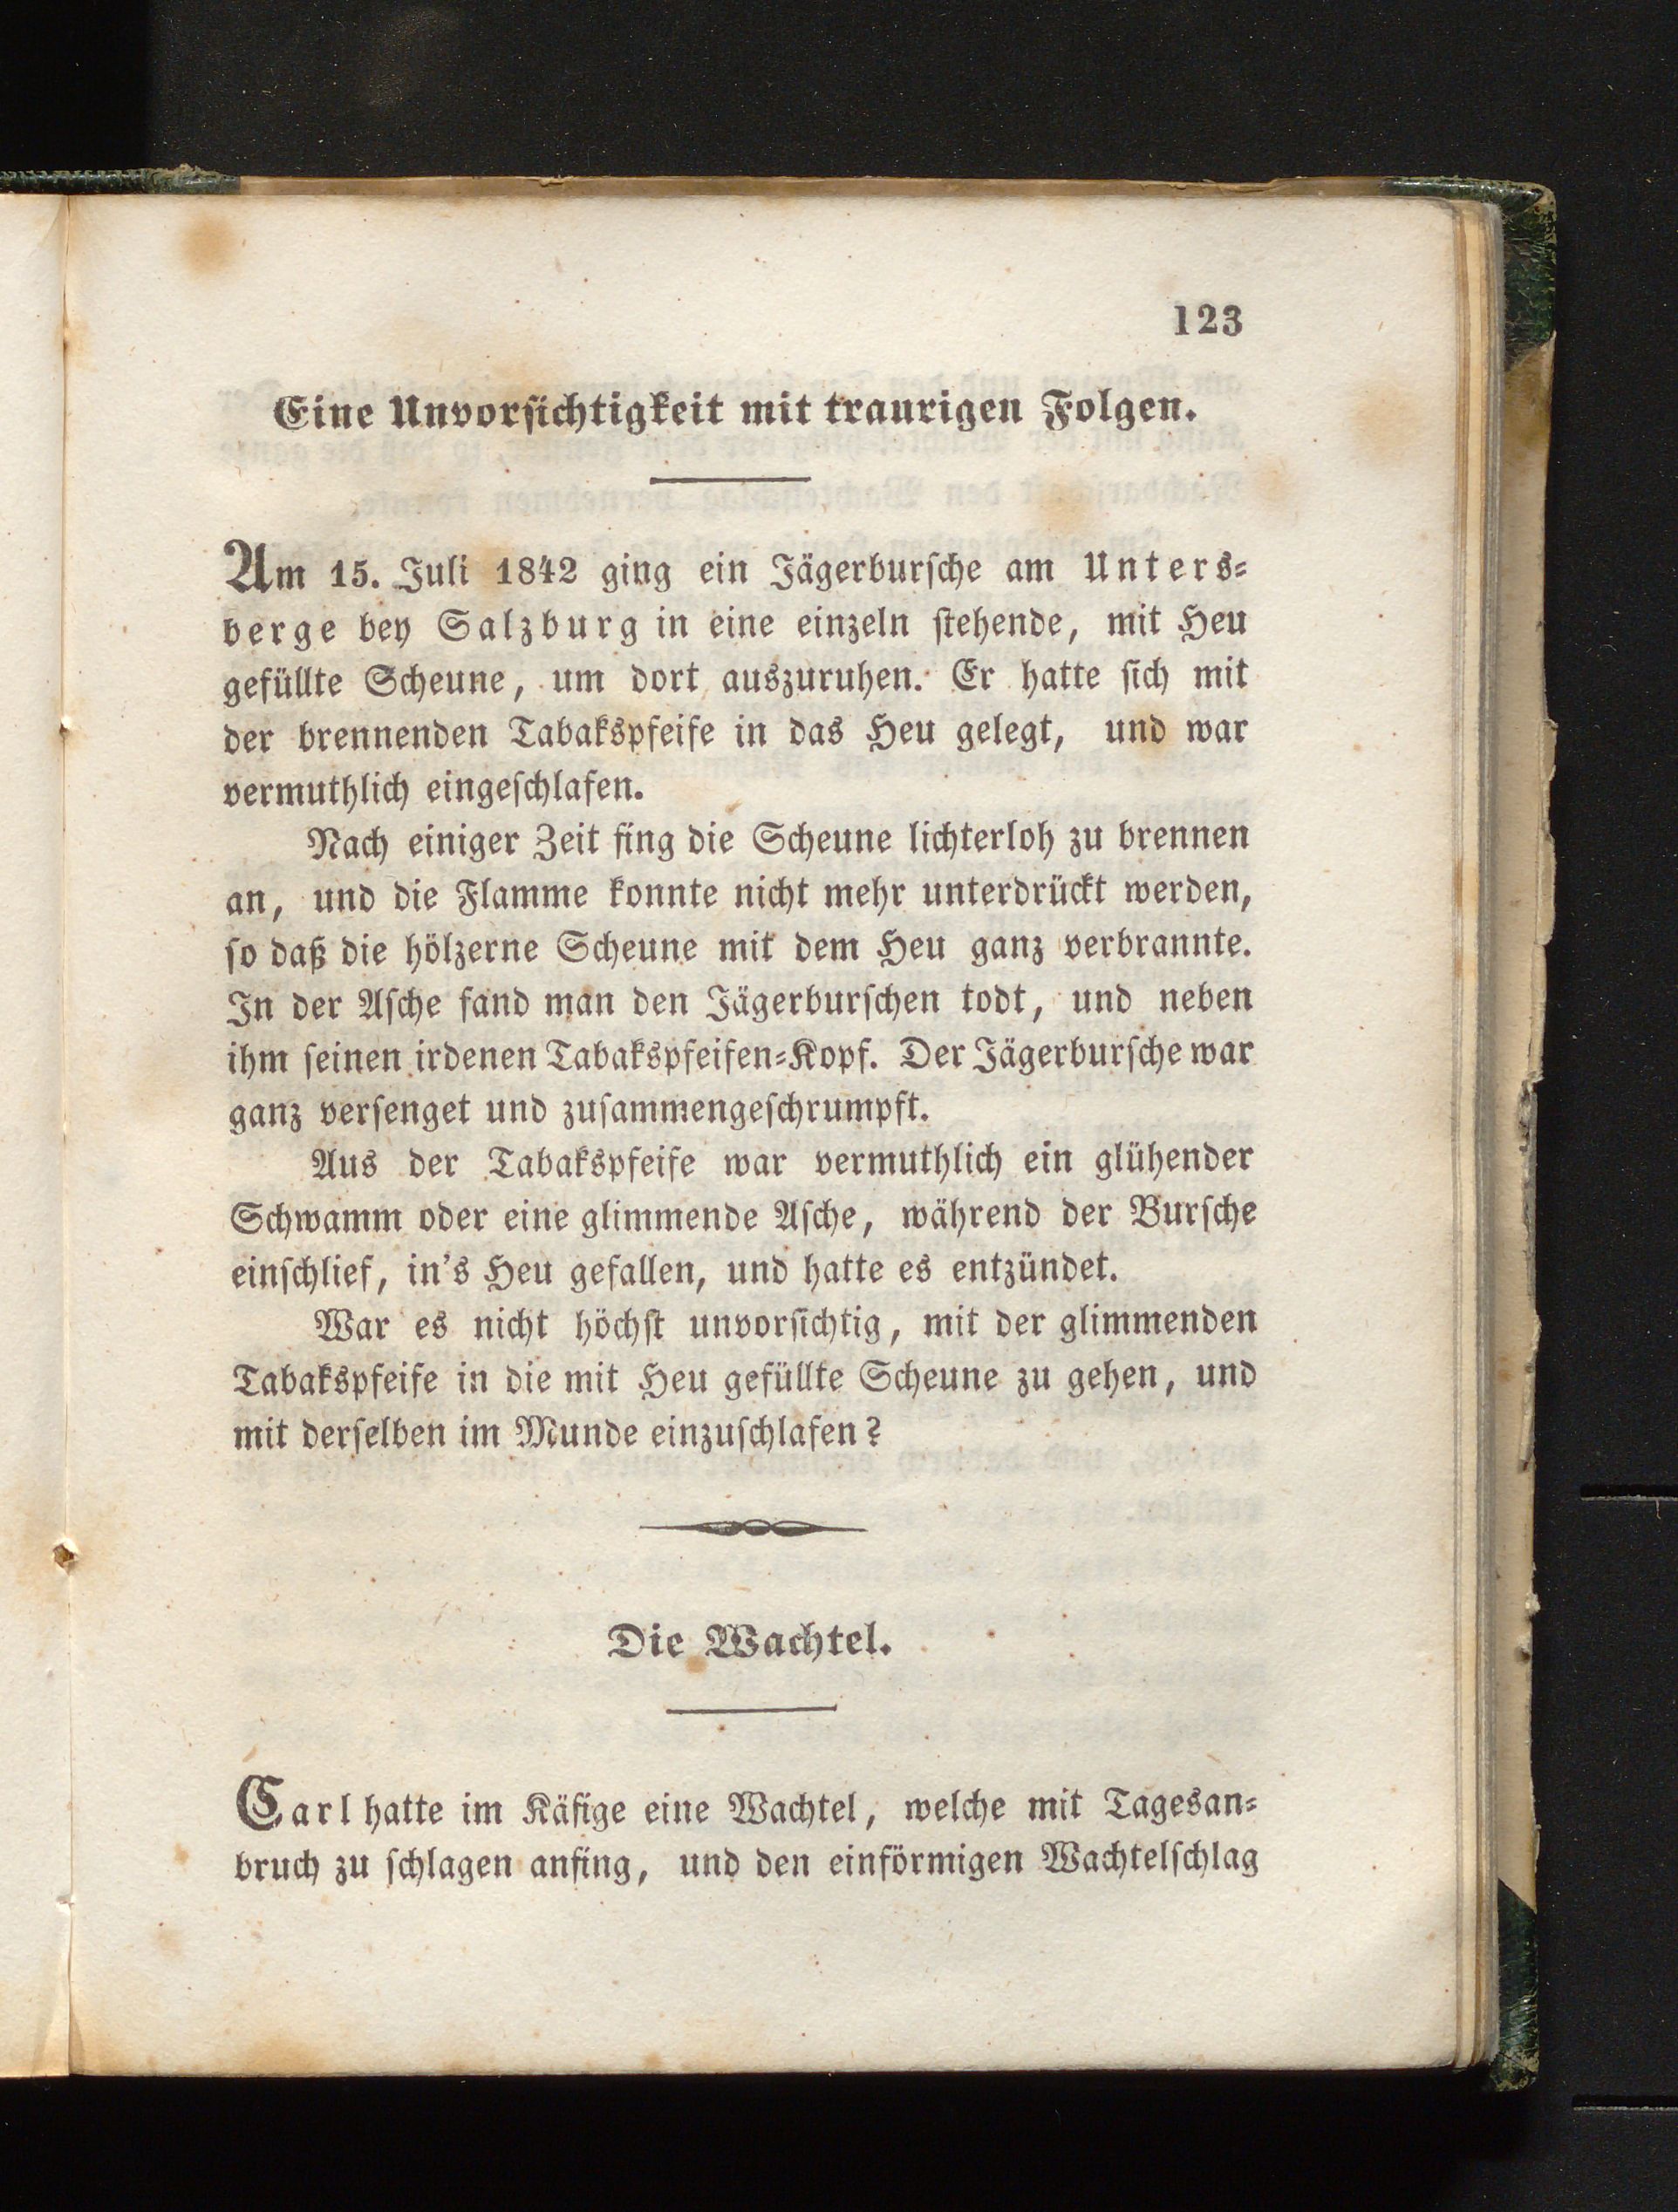 123
Eine Unvorſichtigkeit mit traurigen Folgen.
Am 15. Juli 1842 ging ein Jägerburſche am Unters⸗
berge bey Salzburg in eine einzeln ſtehende, mit Heu
gefüllte Scheune, um dort auszuruhen. Er hatte ſich mit
der brennenden Tabakspfeife in das Heu gelegt, und war
vermuthlich eingeſchlafen.
Nach einiger Zeit fing die Scheune lichterloh zu brennen
an, und die Flamme konnte nicht mehr unterdrückt werden,
ſo daß die hölzerne Scheune mit dem Heu ganz verbrannte.
In der Aſche fand man den Jägerburſchen todt, und neben
ihm ſeinen irdenen Tabakspfeifen⸗Kopf. Der Jägerburſche war
ganz verſenget und zuſammengeſchrumpft.
Aus der Tabakspfeife war vermuthlich ein glühender
Schwamm oder eine glimmende Aſche, während der Burſche
einſchlief, in's Heu gefallen, und hatte es entzündet.
War es nicht höchſt unvorſichtig, mit der glimmenden
Tabakspfeife in die mit Heu gefüllte Scheune zu gehen, und
mit derſelben im Munde einzuſchlafen?
Die Wachtel.
Carl hatte im Käfige eine Wachtel, welche mit Tagesan⸗
bruch zu ſchlagen anfing, und den einförmigen Wachtelſchlag